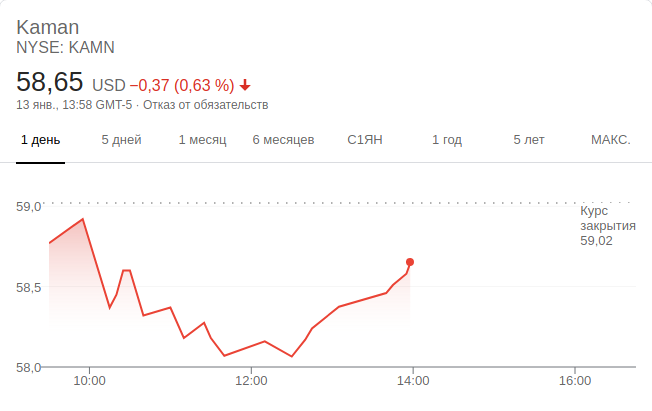 Kaman
NYSE: KAMN
58,65 USD −0,37 (0,63 %)
13 янв., 13:58 GMT-5 · Отказ от обязательств
1 день 5 дней 1 месяц 6 месяцев С1ЯН 1 год 5 лет МАКС.
59,0
Курс
закрытия
59,02
58,5
58,0
10:00 12:00 14:00 16:00